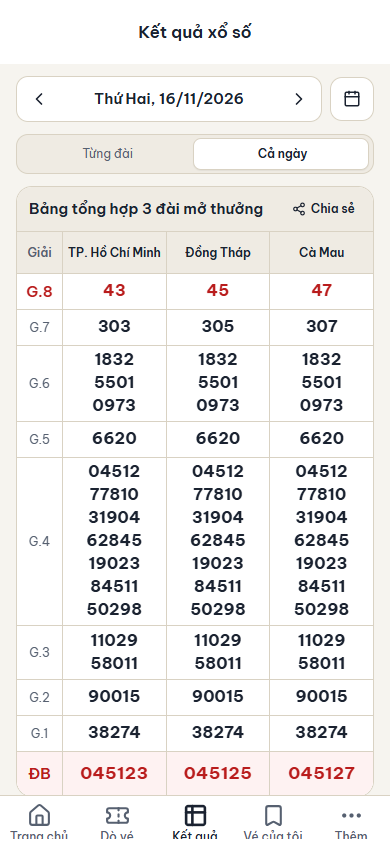 Kết quả xổ số
Thứ Hai, 16/11/2026
Từng đài
Cả ngày
Bảng tổng hợp 3 đài mở thưởng
Chia sẻ
Giải TP. Hồ Chí Minh Đồng Tháp Cà Mau
G.8 43 45 47
G.7 303 305 307
G.6 1832 1832 1832
5501 5501 5501
0973 0973 0973
G.5 6620 6620 6620
G.4 04512 04512 04512
77810 77810 77810
31904 31904 31904
62845 62845 62845
19023 19023 19023
84511 84511 84511
50298 50298 50298
G.3 11029 11029 11029
58011 58011 58011
G.2 90015 90015 90015
G.1 38274 38274 38274
ĐB 045123 045125 045127
Trang chủ Dò vé Kết quả Vé của tôi Thêm